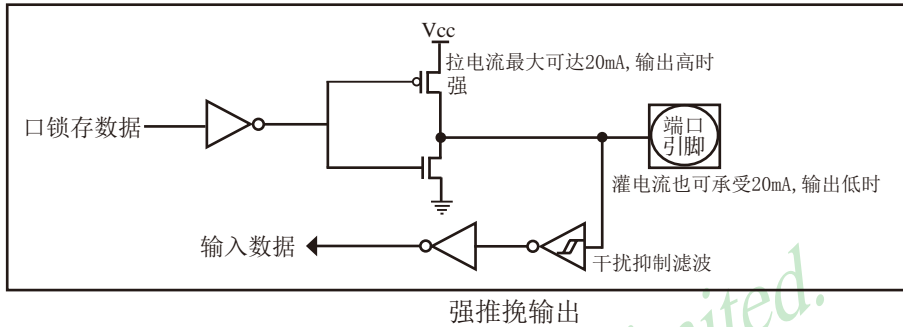 Vcc
拉电流最大可达20mA,输出高时
强
口锁存数据
端口
引脚
灌电流也可承受20mA,输出低时
输入数据
干扰抑制滤波
强推挽输出
imited.